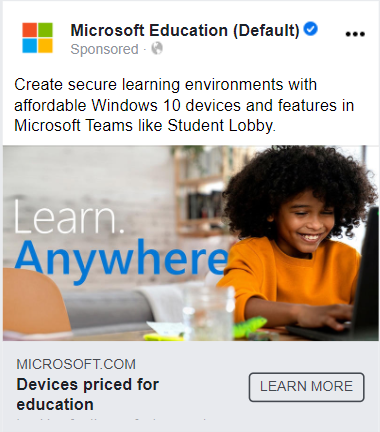 Microsoft Education (Default)
Sponsored ·
Create secure learning environments with
affordable Windows 10 devices and features in
Microsoft Teams like Student Lobby.
Learn.
Anywhere
MICROSOFT.COM
Devices priced for
education
LEARN MORE